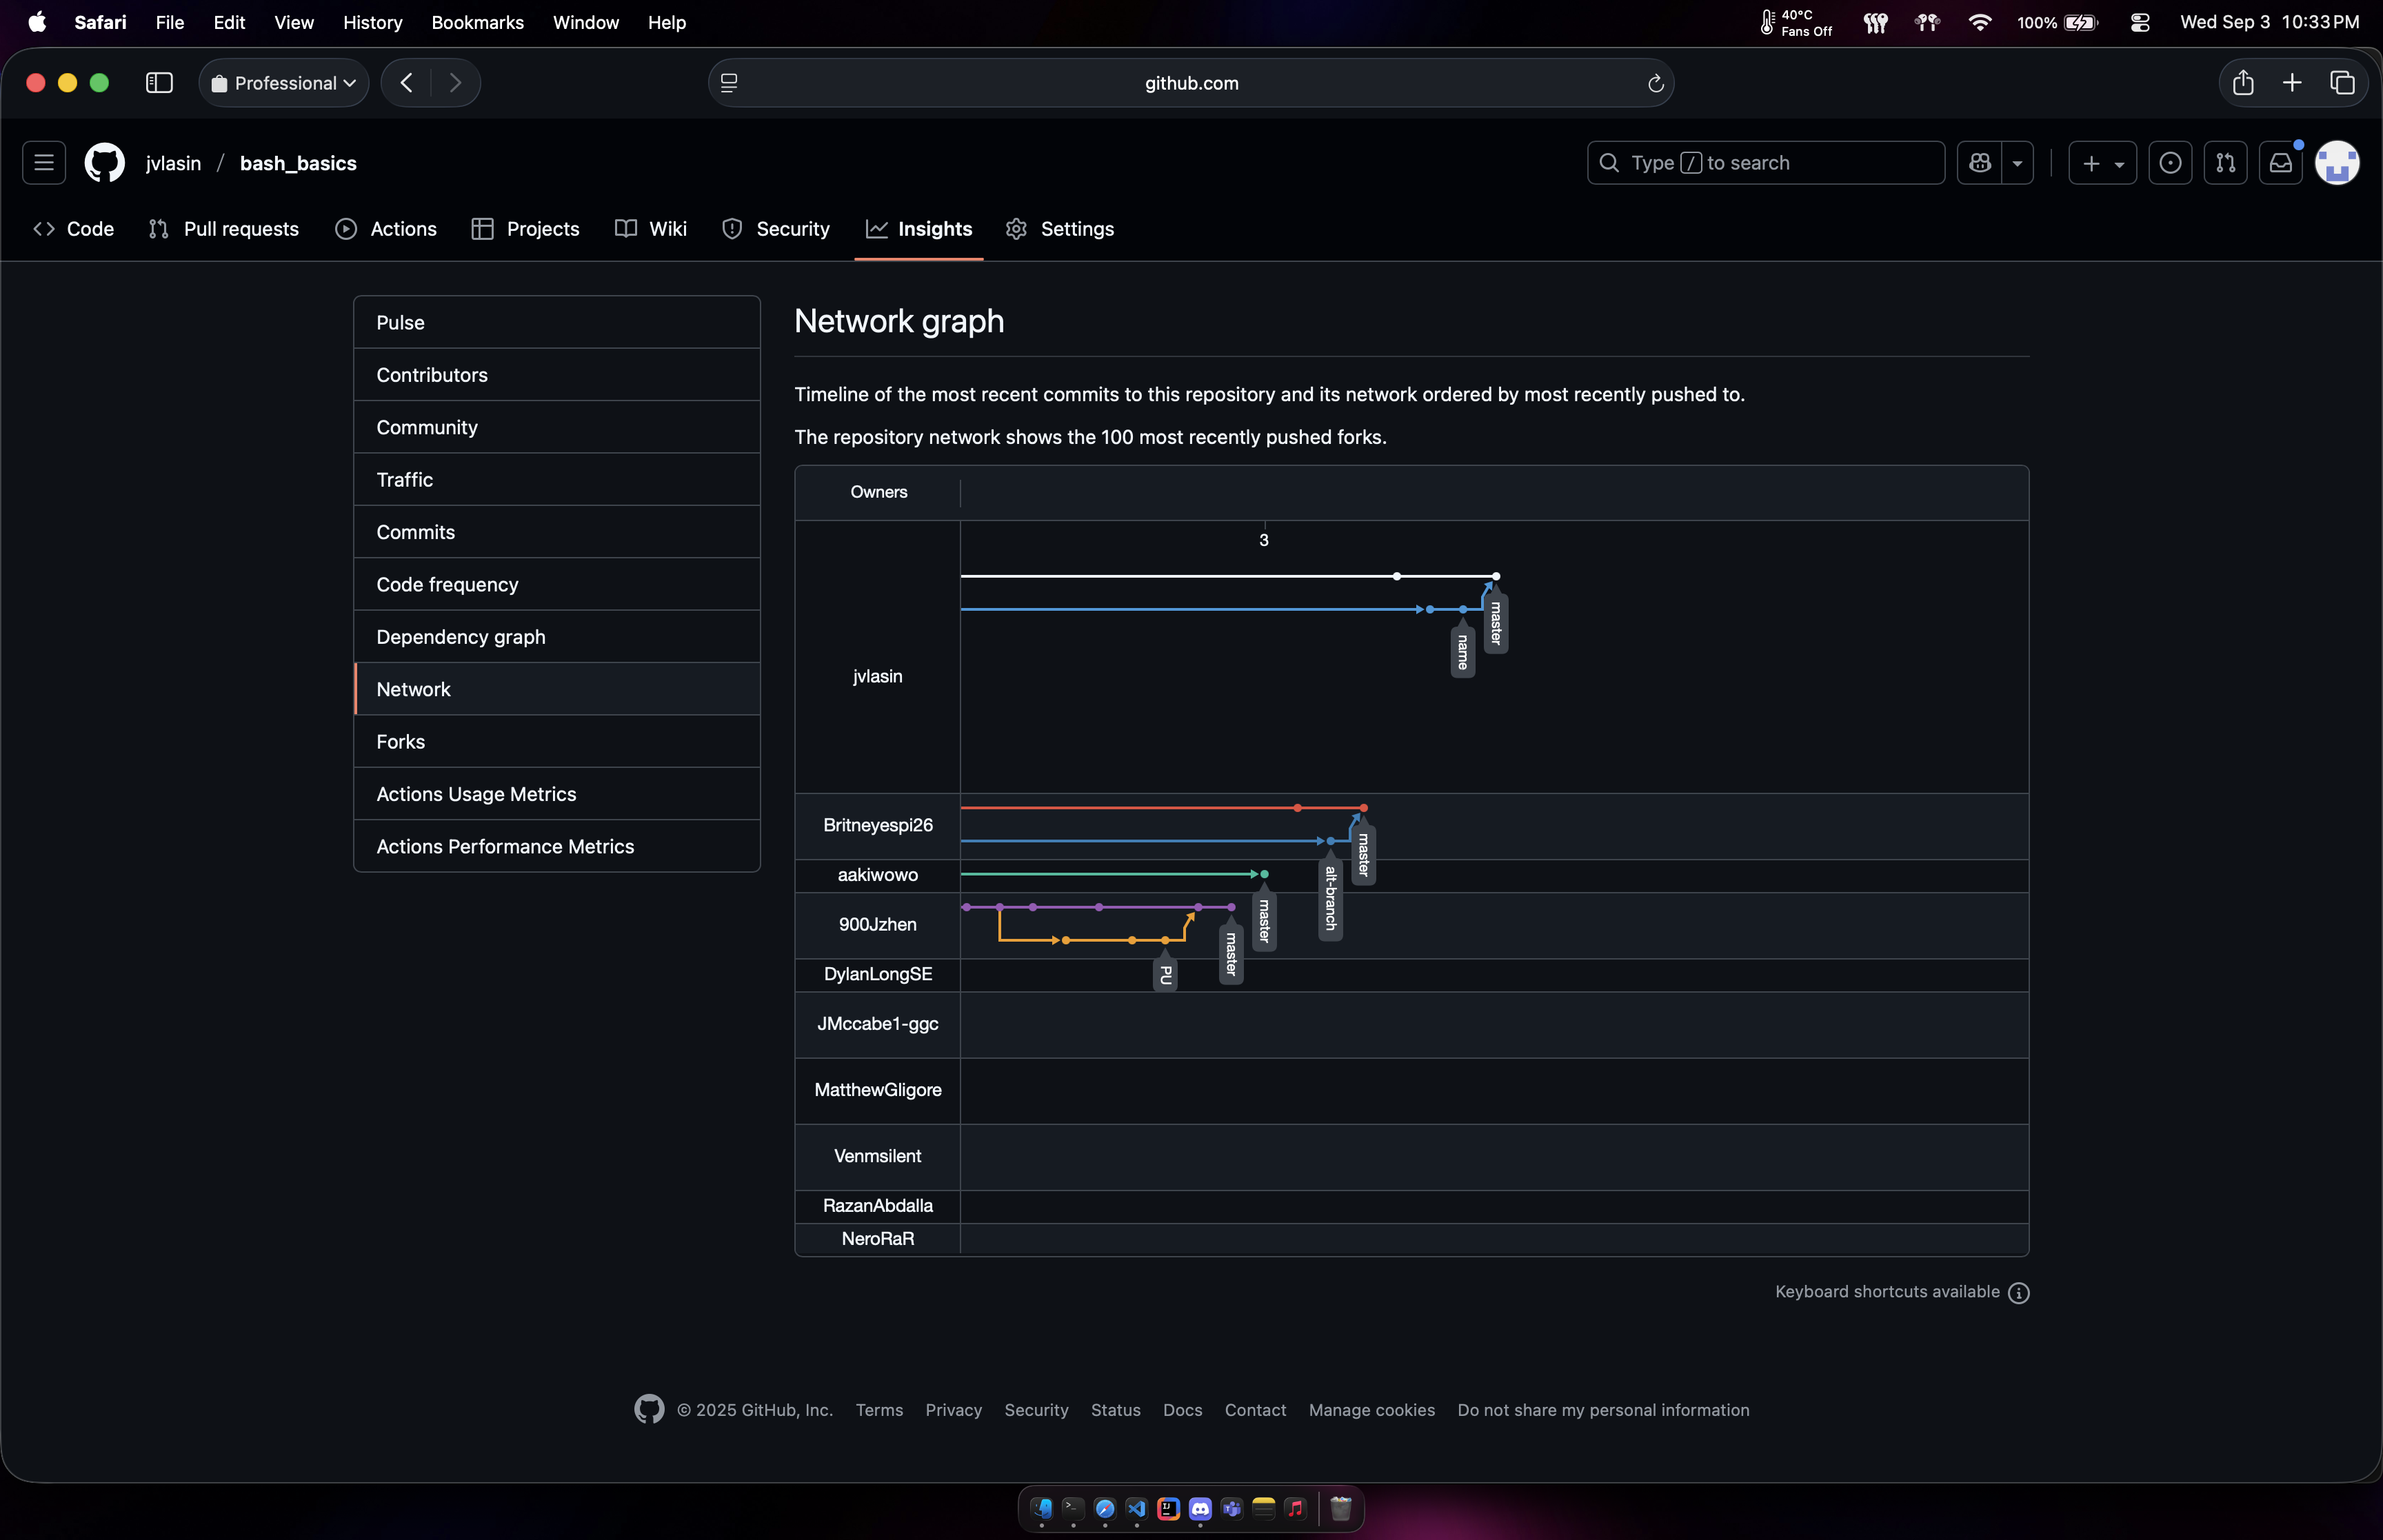 Safari File Edit View History Bookmarks Window Help
40°C
Fans Off
100%
Wed Sep 3 10:33 PM
Professional
github.com
jvlasin / bash_basics
Type / to search
Code Pull requests Actions Projects Wiki Security Insights Settings
Pulse
Contributors
Community
Traffic
Commits
Code frequency
Dependency graph
Network
Forks
Actions Usage Metrics
Actions Performance Metrics
Network graph
Timeline of the most recent commits to this repository and its network ordered by most recently pushed to.
The repository network shows the 100 most recently pushed forks.
Owners
3
jvlasin
master
name
Britneyespi26
master
alt-branch
aakiwowo
master
900Jzhen
master
PU
DylanLongSE
JMccabe1-ggc
MatthewGligore
Venmsilent
RazanAbdalla
NeroRaR
Keyboard shortcuts available
© 2025 GitHub, Inc. Terms Privacy Security Status Docs Contact Manage cookies Do not share my personal information